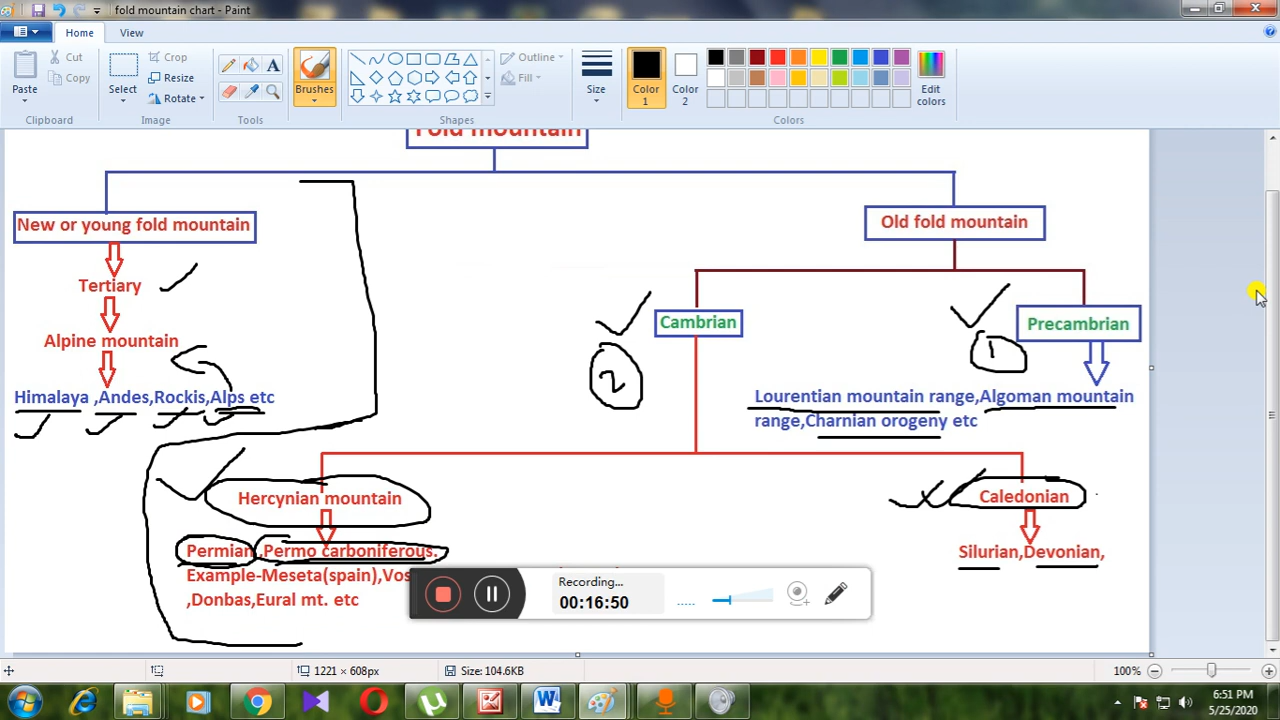 fold mountain chart - Paint
Home View
Paste
Cut
Copy
Clipboard
Select
Crop
Resize
Rotate
Image
Tools
Brushes
Shapes
Outline
Fill
Size
Color 1
Color 2
Edit colors
Colors
Fold mountain
New or young fold mountain
Old fold mountain
Tertiary
Alpine mountain
Himalaya ,Andes,Rockis,Alps etc
Cambrian
2
Precambrian
1
Lourentian mountain range,Algoman mountain
range,Charnian orogeny etc
Hercynian mountain
Caledonian
Permian ,Permo carboniferous.
Silurian,Devonian,
Example-Meseta(spain),Vos
,Donbas,Eural mt. etc
Recording...
00:16:50
1221 × 608px
Size: 104.6KB
100%
6:51 PM
5/25/2020